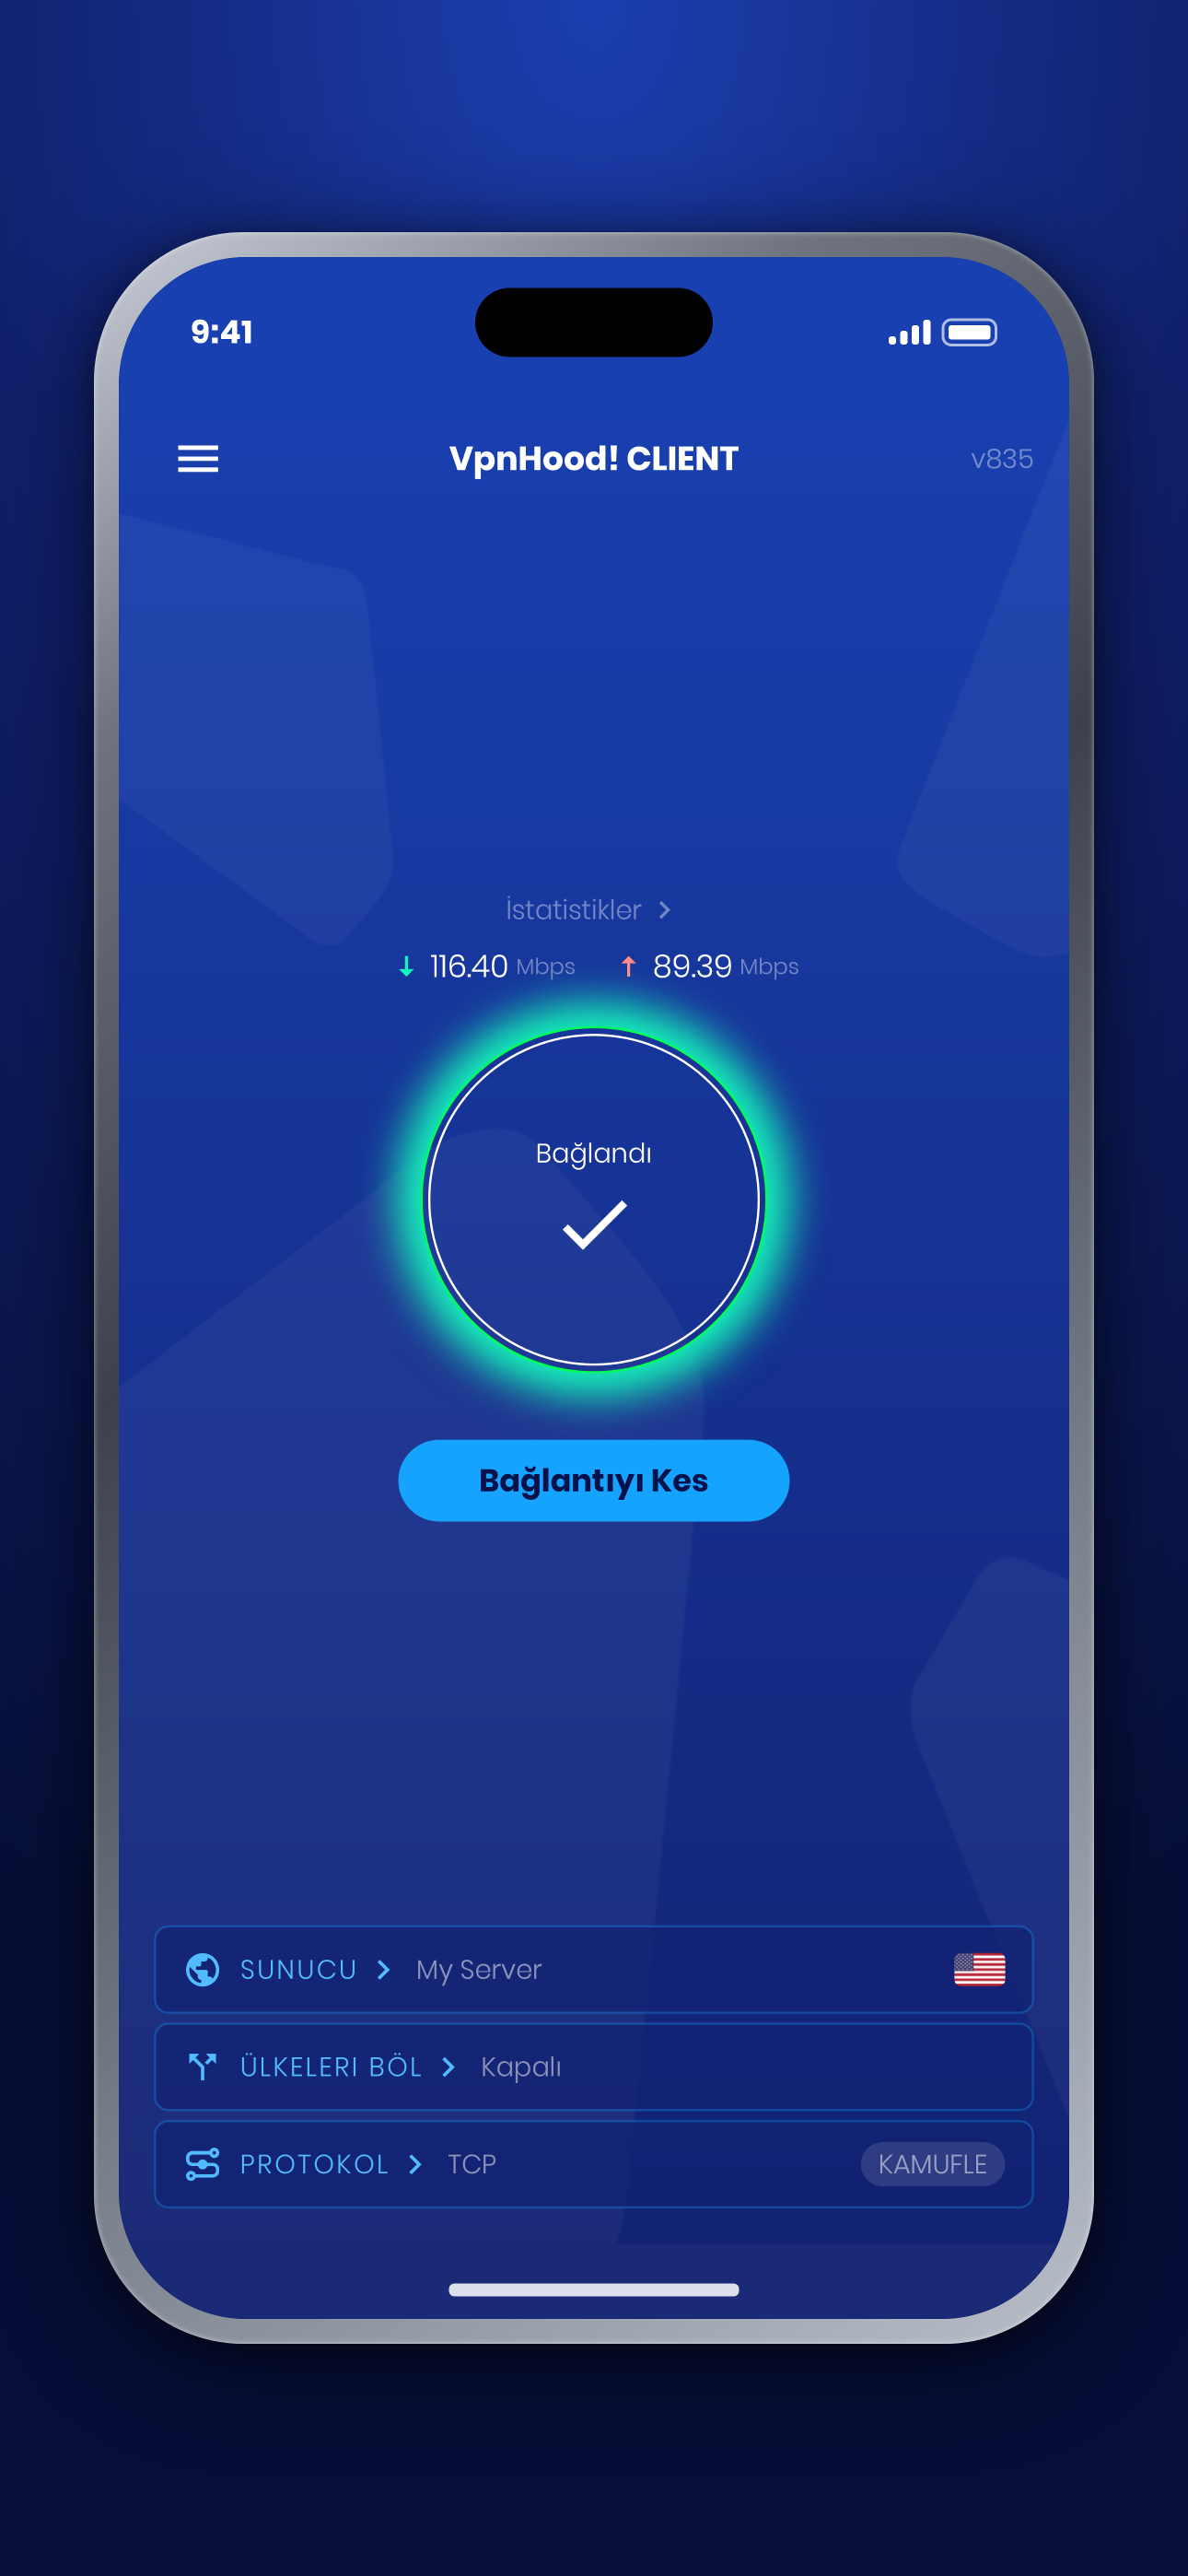 9:41
VpnHood! CLIENT
v835
İstatistikler
116.40 Mbps 89.39 Mbps
Bağlandı
Bağlantıyı Kes
SUNUCU My Server
ÜLKELERI BÖL Kapalı
PROTOKOL TCP KAMUFLE